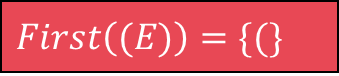 First((E)) = {(}